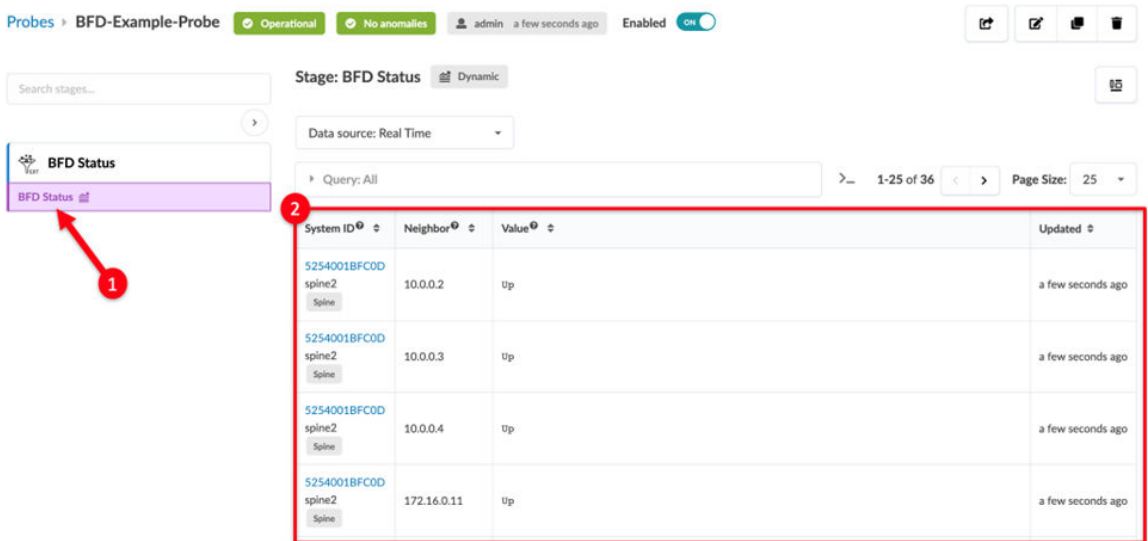 Probes BFD-Example-Probe Operational No anomalies admin a few seconds ago Enabled ON
Search stages...
BFD Status
BFD Status
1
Stage: BFD Status Dynamic
Data source: Real Time
Query: All 1-25 of 36 Page Size: 25
2
System ID Neighbor Value Updated
5254001BFC0D
spine2 10.0.0.2 Up a few seconds ago
Spine
5254001BFC0D
spine2 10.0.0.3 Up a few seconds ago
Spine
5254001BFC0D
spine2 10.0.0.4 Up a few seconds ago
Spine
5254001BFC0D
spine2 172.16.0.11 Up a few seconds ago
Spine